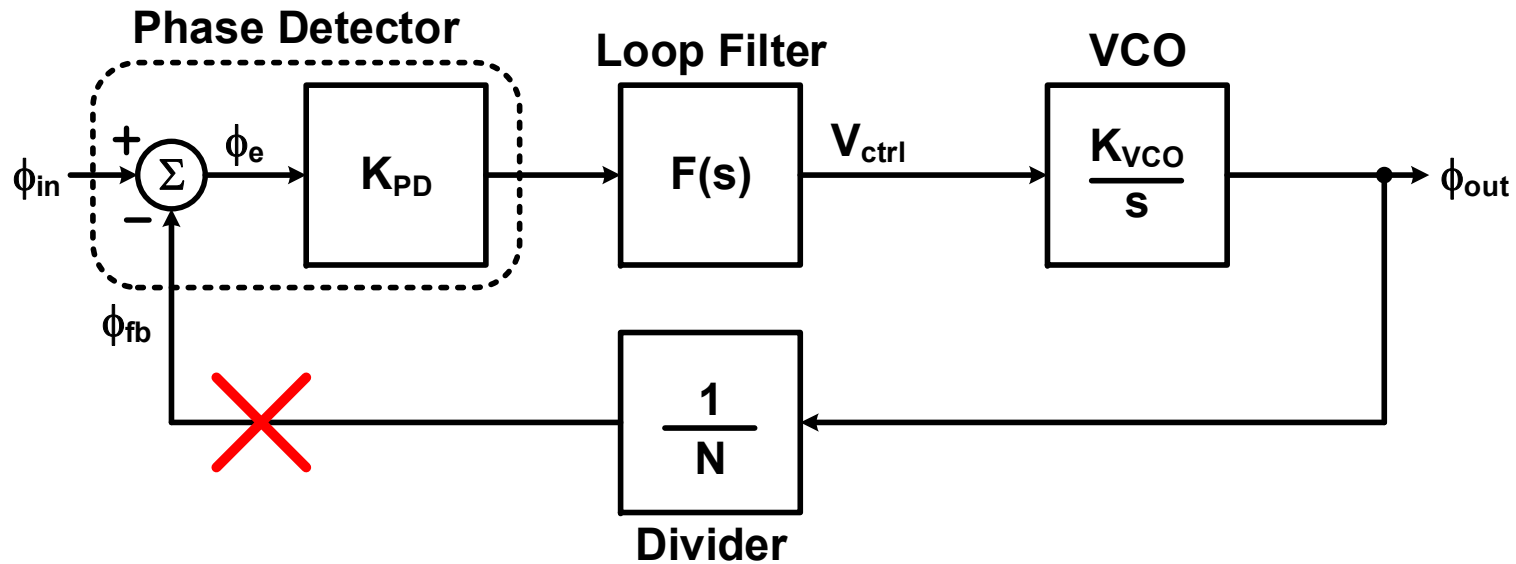 Phase Detector
Loop Filter
VCO
+
ϕin
Σ
−
ϕe
KPD
F(s)
Vctrl
KVCO
s
ϕout
ϕfb
1
N
Divider